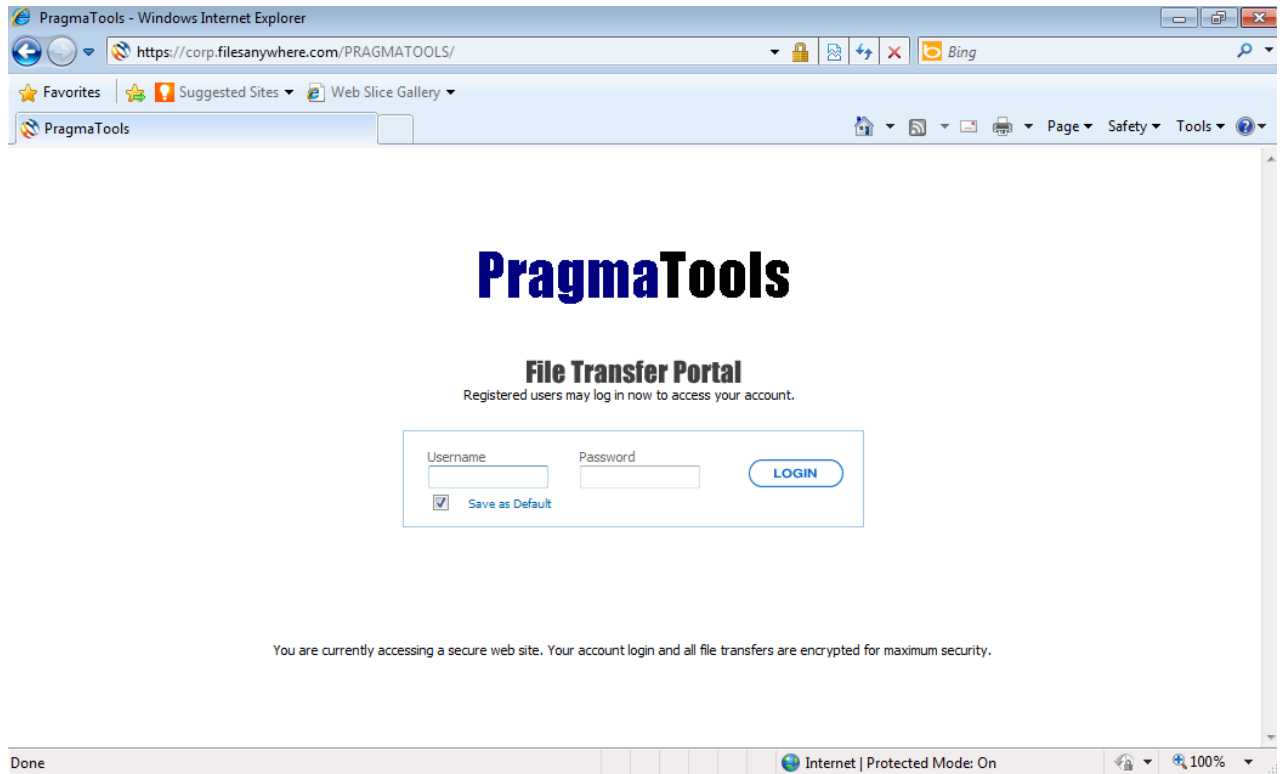 PragmaTools - Windows Internet Explorer
https://corp.filesanywhere.com/PRAGMATOOLS/
Bing
Favorites Suggested Sites Web Slice Gallery
PragmaTools Page Safety Tools
PragmaTools
File Transfer Portal
Registered users may log in now to access your account.
Username Password
LOGIN
Save as Default
You are currently accessing a secure web site. Your account login and all file transfers are encrypted for maximum security.
Done Internet | Protected Mode: On 100%